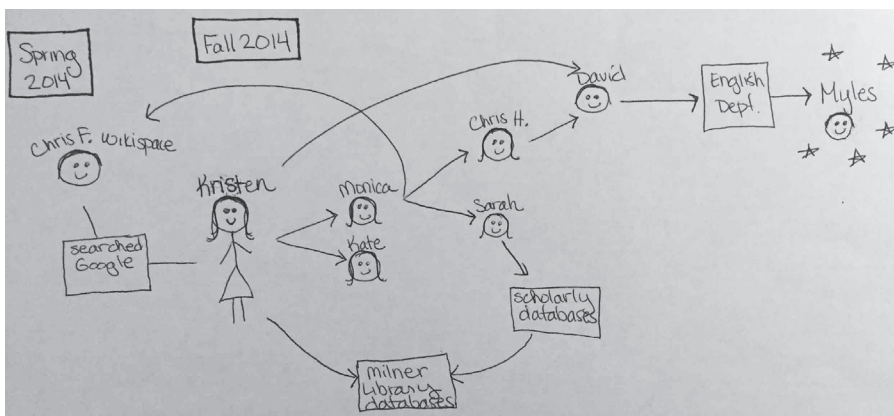 Spring
2014
Fall 2014
Chris F. Wikispace
searched
Google
Kristen
Monica
Kate
Chris H.
Sarah
David
English
Dept.
Myles
scholarly
databases
milner
Library
databases